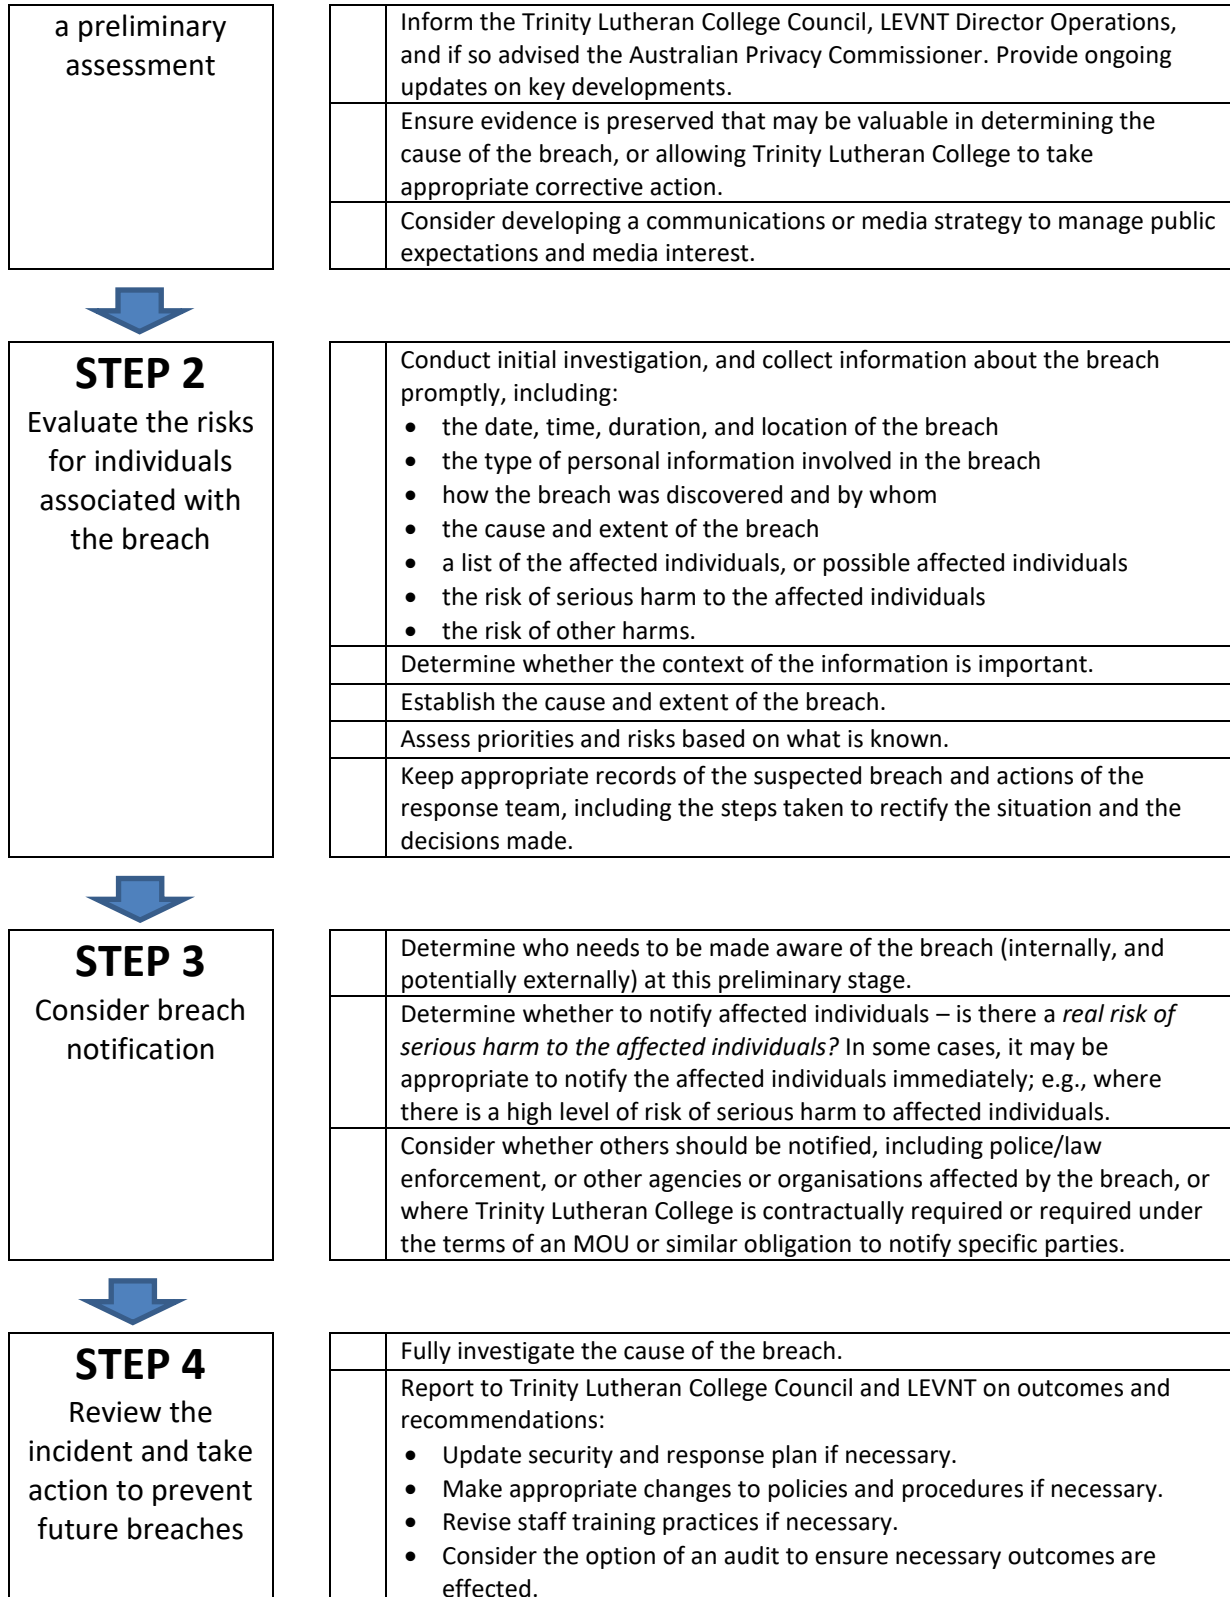 a preliminary
assessment
Inform the Trinity Lutheran College Council, LEVNT Director Operations,
and if so advised the Australian Privacy Commissioner. Provide ongoing
updates on key developments.
Ensure evidence is preserved that may be valuable in determining the
cause of the breach, or allowing Trinity Lutheran College to take
appropriate corrective action.
Consider developing a communications or media strategy to manage public
expectations and media interest.
STEP 2
Evaluate the risks
for individuals
associated with
the breach
Conduct initial investigation, and collect information about the breach
promptly, including:
• the date, time, duration, and location of the breach
• the type of personal information involved in the breach
• how the breach was discovered and by whom
• the cause and extent of the breach
• a list of the affected individuals, or possible affected individuals
• the risk of serious harm to the affected individuals
• the risk of other harms.
Determine whether the context of the information is important.
Establish the cause and extent of the breach.
Assess priorities and risks based on what is known.
Keep appropriate records of the suspected breach and actions of the
response team, including the steps taken to rectify the situation and the
decisions made.
STEP 3
Consider breach
notification
Determine who needs to be made aware of the breach (internally, and
potentially externally) at this preliminary stage.
Determine whether to notify affected individuals – is there a real risk of
serious harm to the affected individuals? In some cases, it may be
appropriate to notify the affected individuals immediately; e.g., where
there is a high level of risk of serious harm to affected individuals.
Consider whether others should be notified, including police/law
enforcement, or other agencies or organisations affected by the breach, or
where Trinity Lutheran College is contractually required or required under
the terms of an MOU or similar obligation to notify specific parties.
STEP 4
Review the
incident and take
action to prevent
future breaches
Fully investigate the cause of the breach.
Report to Trinity Lutheran College Council and LEVNT on outcomes and
recommendations:
• Update security and response plan if necessary.
• Make appropriate changes to policies and procedures if necessary.
• Revise staff training practices if necessary.
• Consider the option of an audit to ensure necessary outcomes are
effected.